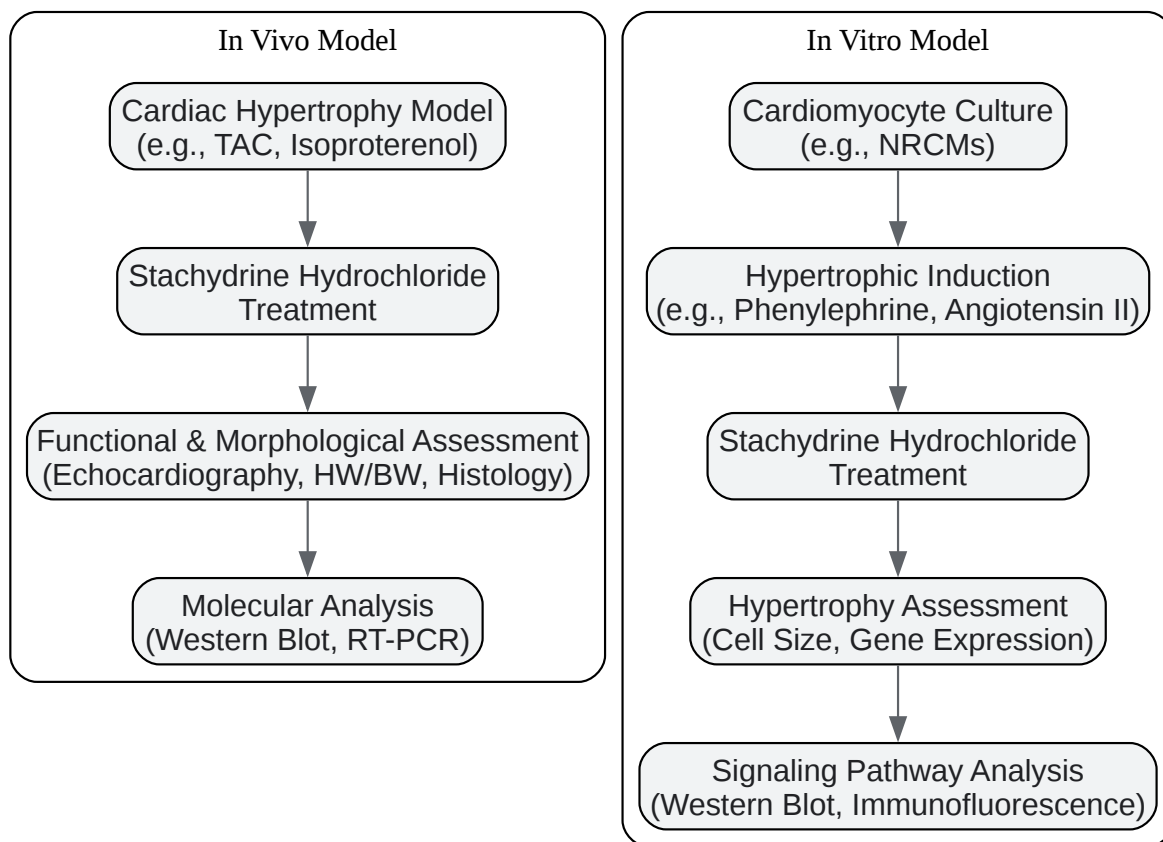 In Vivo Model
Cardiac Hypertrophy Model
(e.g., TAC, Isoproterenol)
Stachydrine Hydrochloride
Treatment
Functional & Morphological Assessment
(Echocardiography, HW/BW, Histology)
Molecular Analysis
(Western Blot, RT-PCR)
In Vitro Model
Cardiomyocyte Culture
(e.g., NRCMs)
Hypertrophic Induction
(e.g., Phenylephrine, Angiotensin II)
Stachydrine Hydrochloride
Treatment
Hypertrophy Assessment
(Cell Size, Gene Expression)
Signaling Pathway Analysis
(Western Blot, Immunofluorescence)